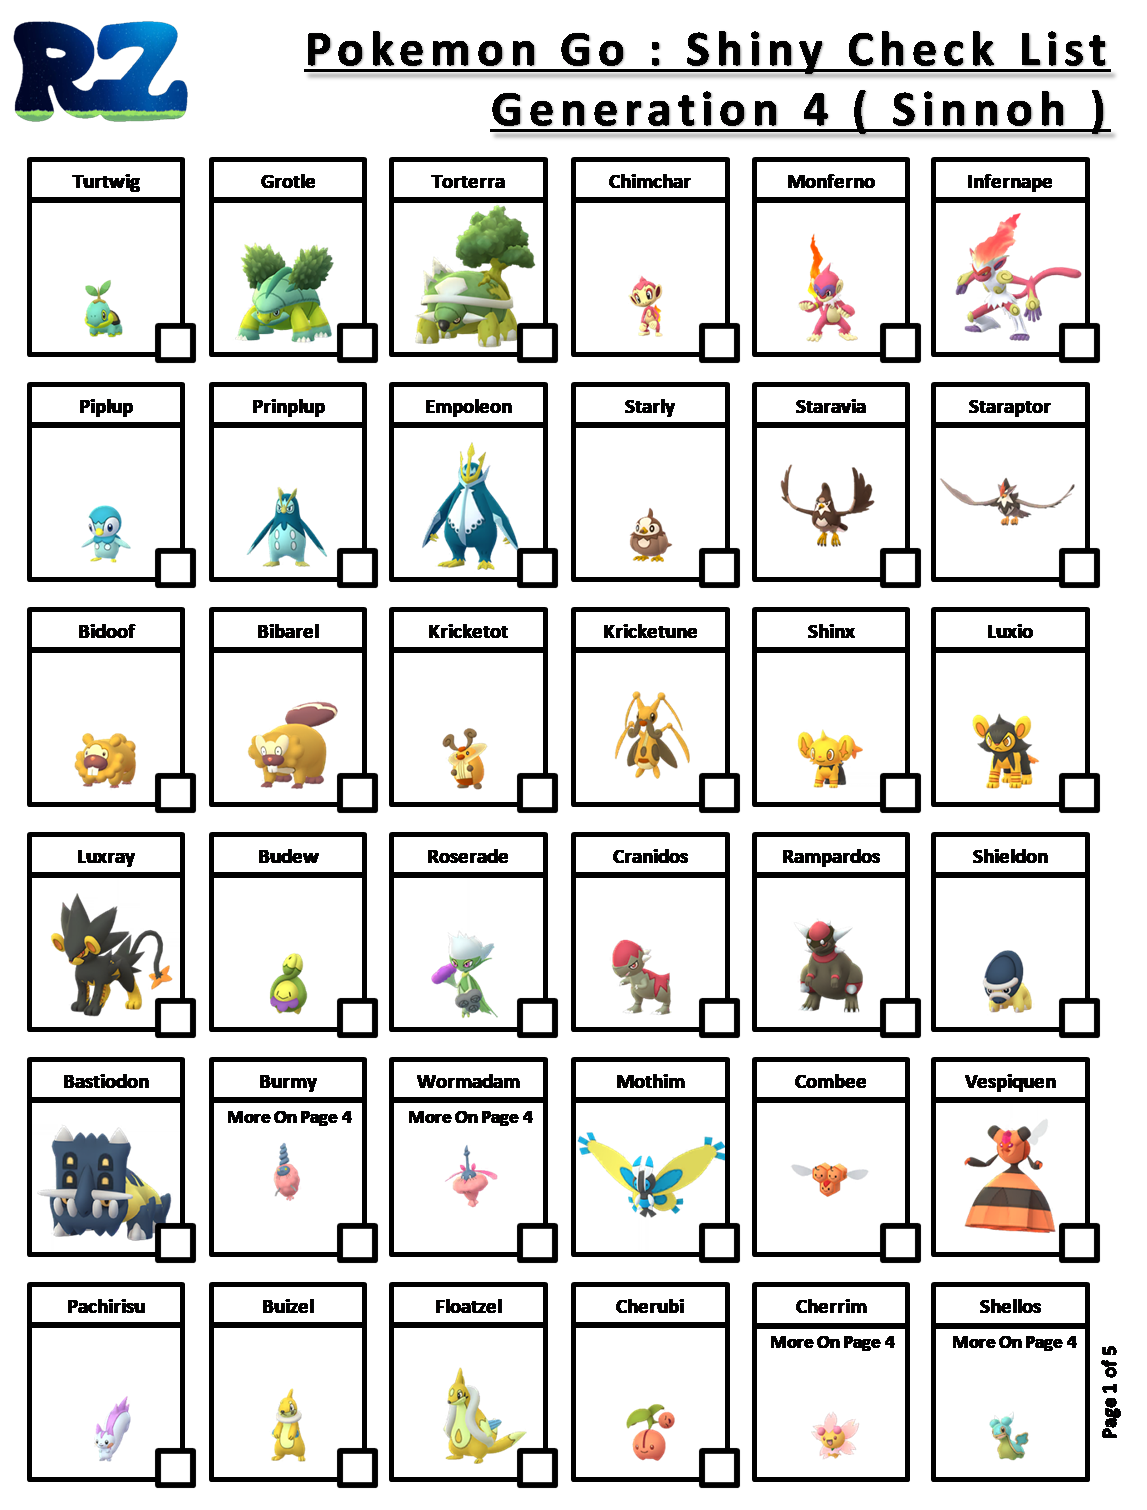 RZ
Pokemon Go : Shiny Check List
Generation 4 ( Sinnoh )
Turtwig Grotle Torterra Chimchar Monferno Infernape
Piplup Prinplup Empoleon Starly Staravia Staraptor
Bidoof Bibarel Kricketot Kricketune Shinx Luxio
Luxray Budew Roserade Cranidos Rampardos Shieldon
Bastiodon Burmy Wormadam Mothim Combee Vespiquen
More On Page 4 More On Page 4
Pachirisu Buizel Floatzel Cherubi Cherrim Shellos
More On Page 4 More On Page 4
Page 1 of 5